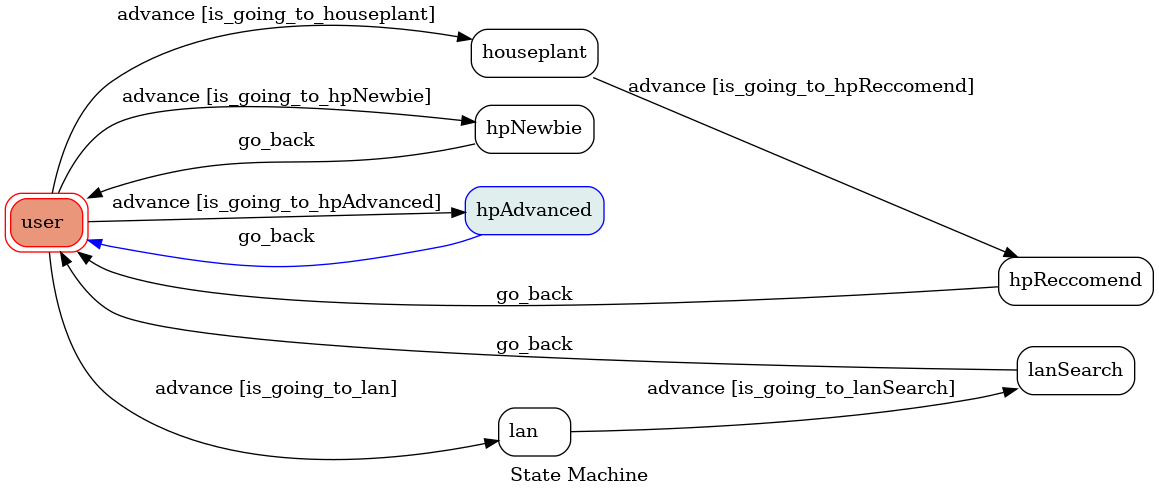 advance [is_going_to_houseplant]
houseplant
advance [is_going_to_hpReccomend]
advance [is_going_to_hpNewbie]
hpNewbie
go_back
advance [is_going_to_hpAdvanced]
hpAdvanced
user
go_back
hpReccomend
go_back
go_back
lanSearch
advance [is_going_to_lan]
advance [is_going_to_lanSearch]
lan
State Machine